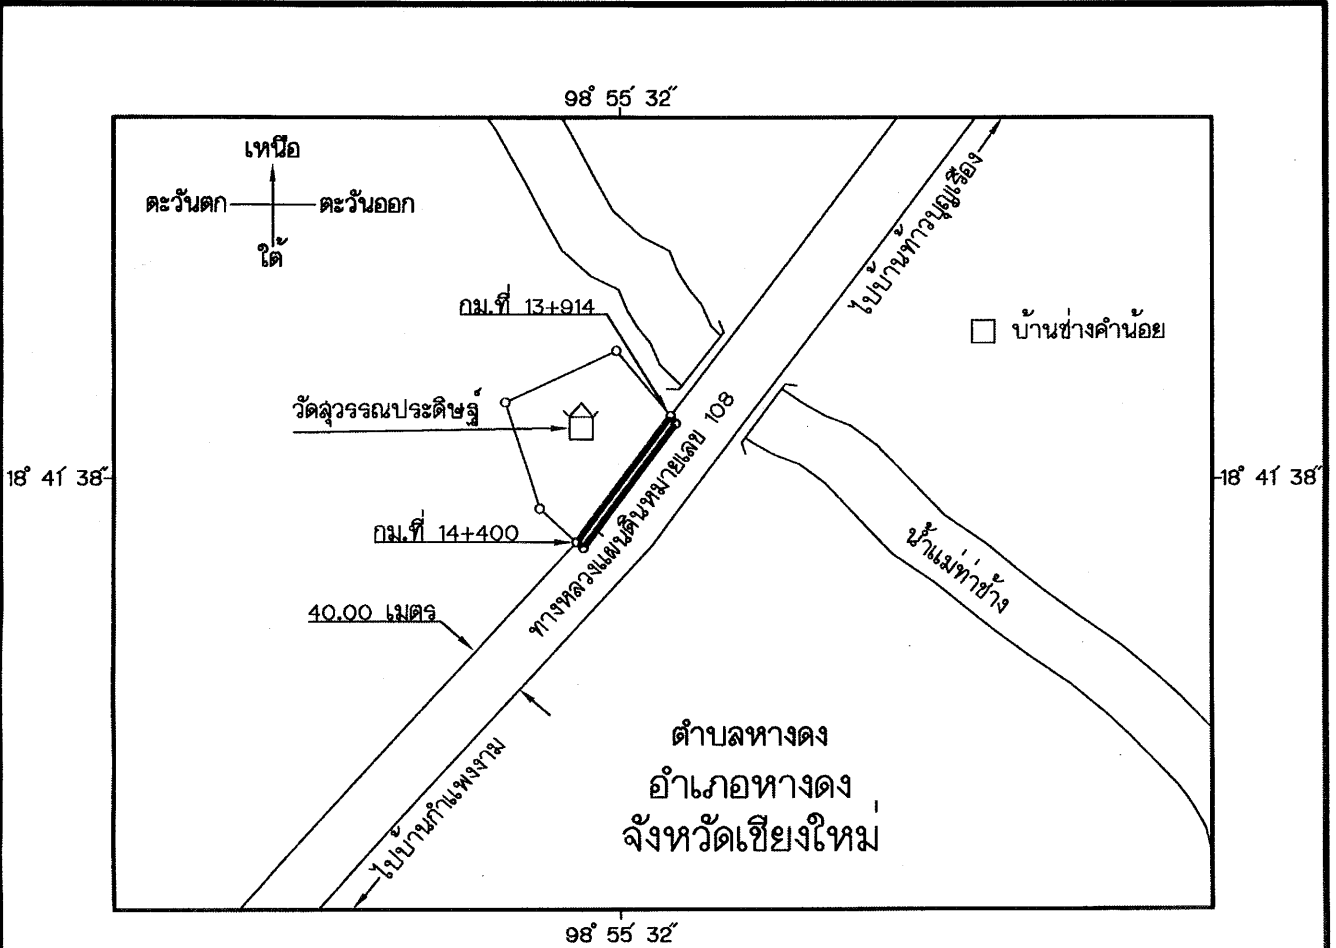 98° 55′ 32″
เหนือ
ตะวันตก
ตะวันออก
ใต้
ไปบ้านท้าวบุญเรือง
กม.ที่ 13+914
บ้านช่างคำน้อย
วัดสุวรรณประดิษฐ์
18° 41′ 38″
18° 41′ 38″
ทางหลวงแผ่นดินหมายเลข 108
กม.ที่ 14+400
น้ำแม่ท่าช้าง
40.00 เมตร
ตำบลหางดง
อำเภอหางดง
จังหวัดเชียงใหม่
ไปบ้านกำแพงงาม
98° 55′ 32″